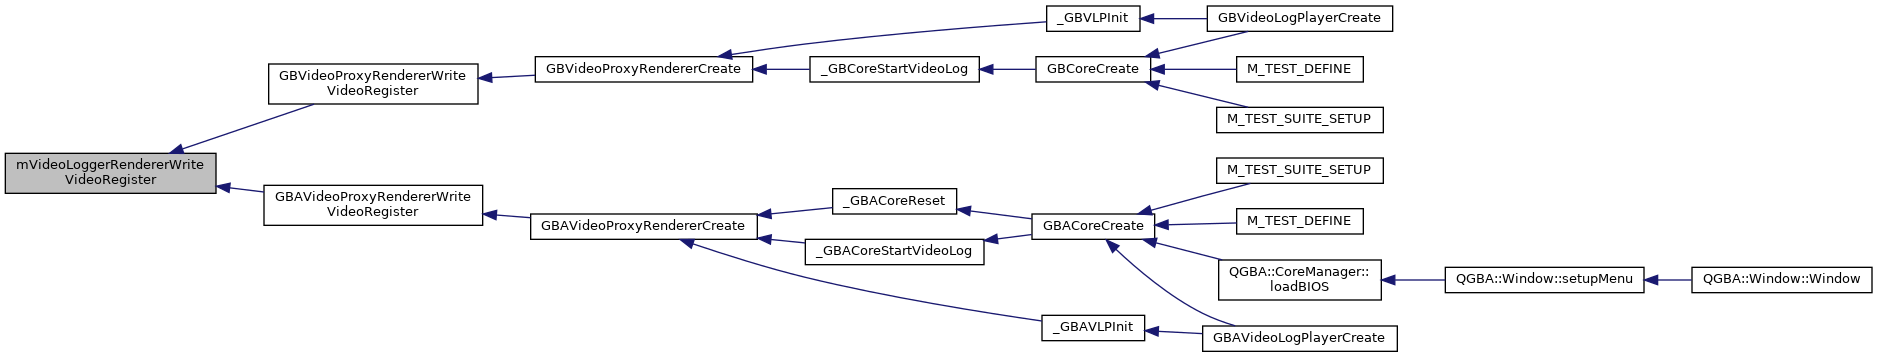 mVideoLoggerRendererWrite
VideoRegister
GBVideoProxyRendererWrite
VideoRegister
GBVideoProxyRendererCreate
_GBVLPInit
GBVideoLogPlayerCreate
_GBCoreStartVideoLog
GBCoreCreate
M_TEST_DEFINE
M_TEST_SUITE_SETUP
GBAVideoProxyRendererWrite
VideoRegister
GBAVideoProxyRendererCreate
_GBACoreReset
_GBACoreStartVideoLog
GBACoreCreate
M_TEST_SUITE_SETUP
M_TEST_DEFINE
QGBA::CoreManager::
loadBIOS
QGBA::Window::setupMenu
QGBA::Window::Window
_GBAVLPInit
GBAVideoLogPlayerCreate